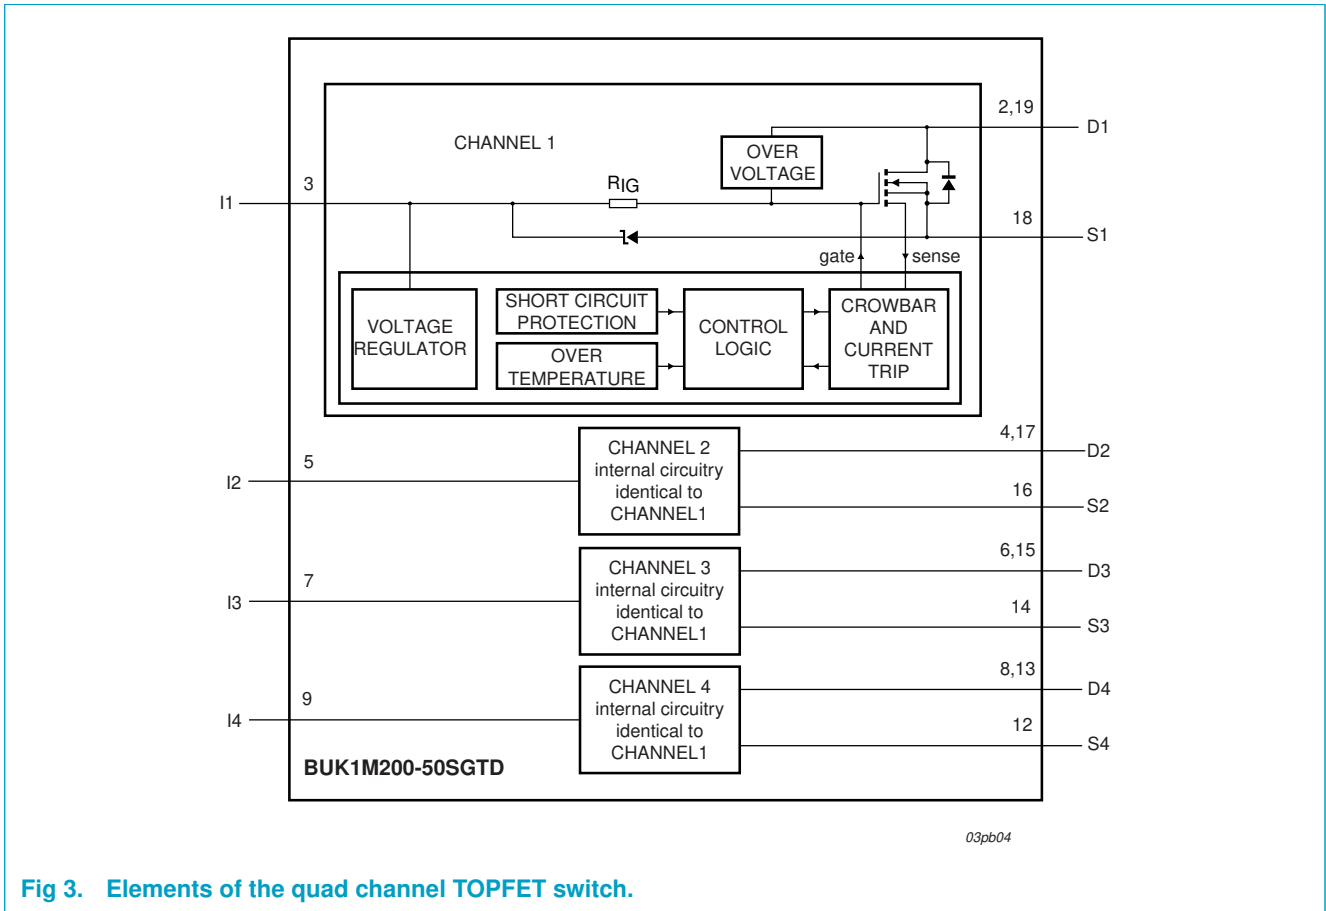 2,19
D1
CHANNEL 1
OVER
VOLTAGE
3
RIG
I1
18
S1
gate
sense
VOLTAGE
REGULATOR
SHORT CIRCUIT
PROTECTION
OVER
TEMPERATURE
CONTROL
LOGIC
CROWBAR
AND
CURRENT
TRIP
4,17
D2
5
I2
CHANNEL 2
internal circuitry
identical to
CHANNEL1
16
S2
6,15
D3
7
I3
CHANNEL 3
internal circuitry
identical to
CHANNEL1
14
S3
8,13
D4
9
I4
CHANNEL 4
internal circuitry
identical to
CHANNEL1
12
S4
BUK1M200-50SGTD
03pb04
Fig 3. Elements of the quad channel TOPFET switch.